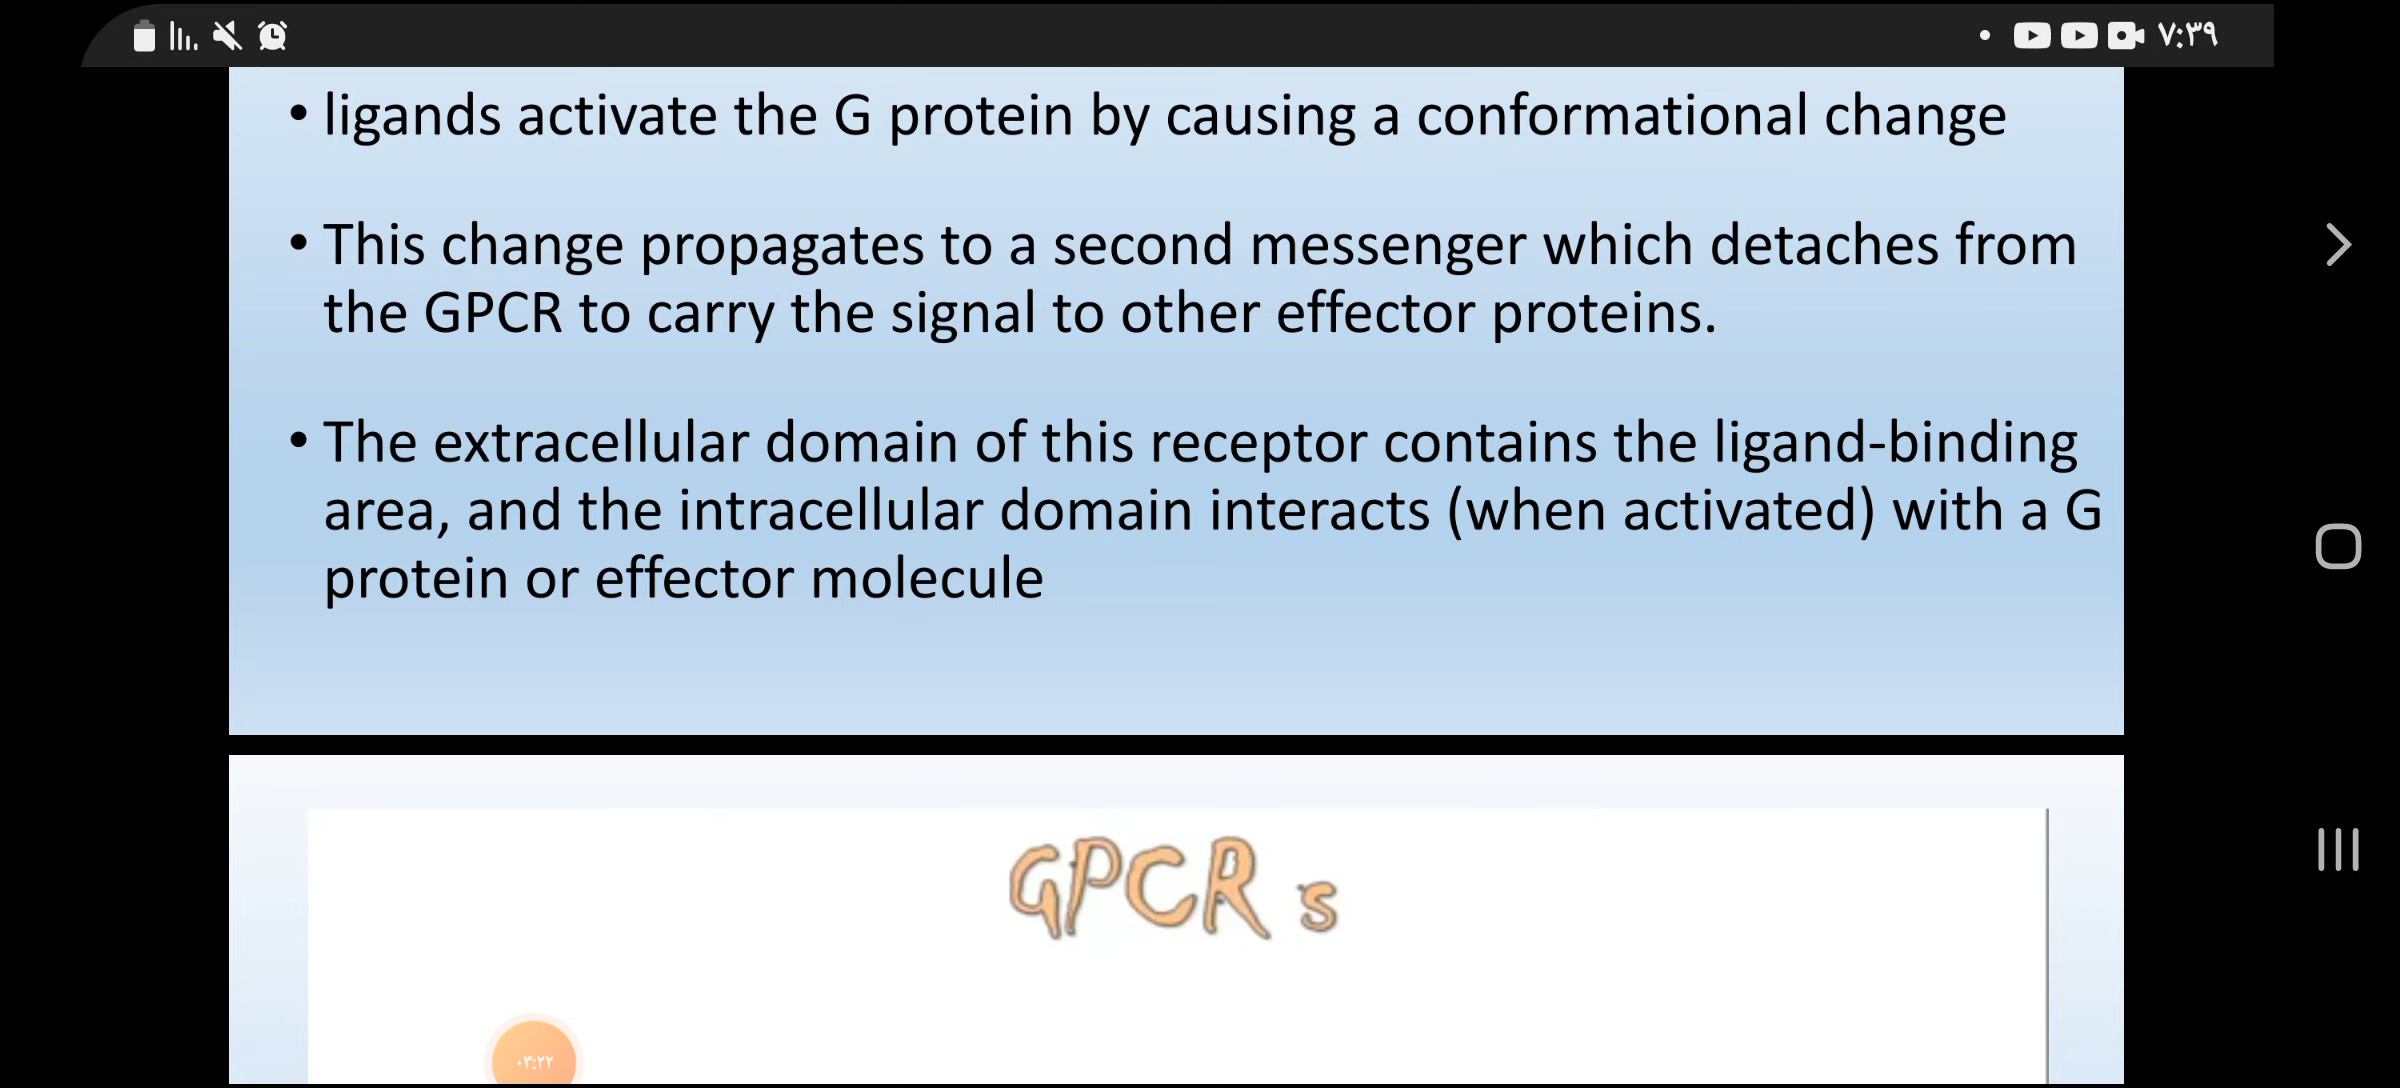 ٧:٣٩
• ligands activate the G protein by causing a conformational change
• This change propagates to a second messenger which detaches from
the GPCR to carry the signal to other effector proteins.
• The extracellular domain of this receptor contains the ligand-binding
area, and the intracellular domain interacts (when activated) with a G
protein or effector molecule
GPCR s
٠٣:٢٢